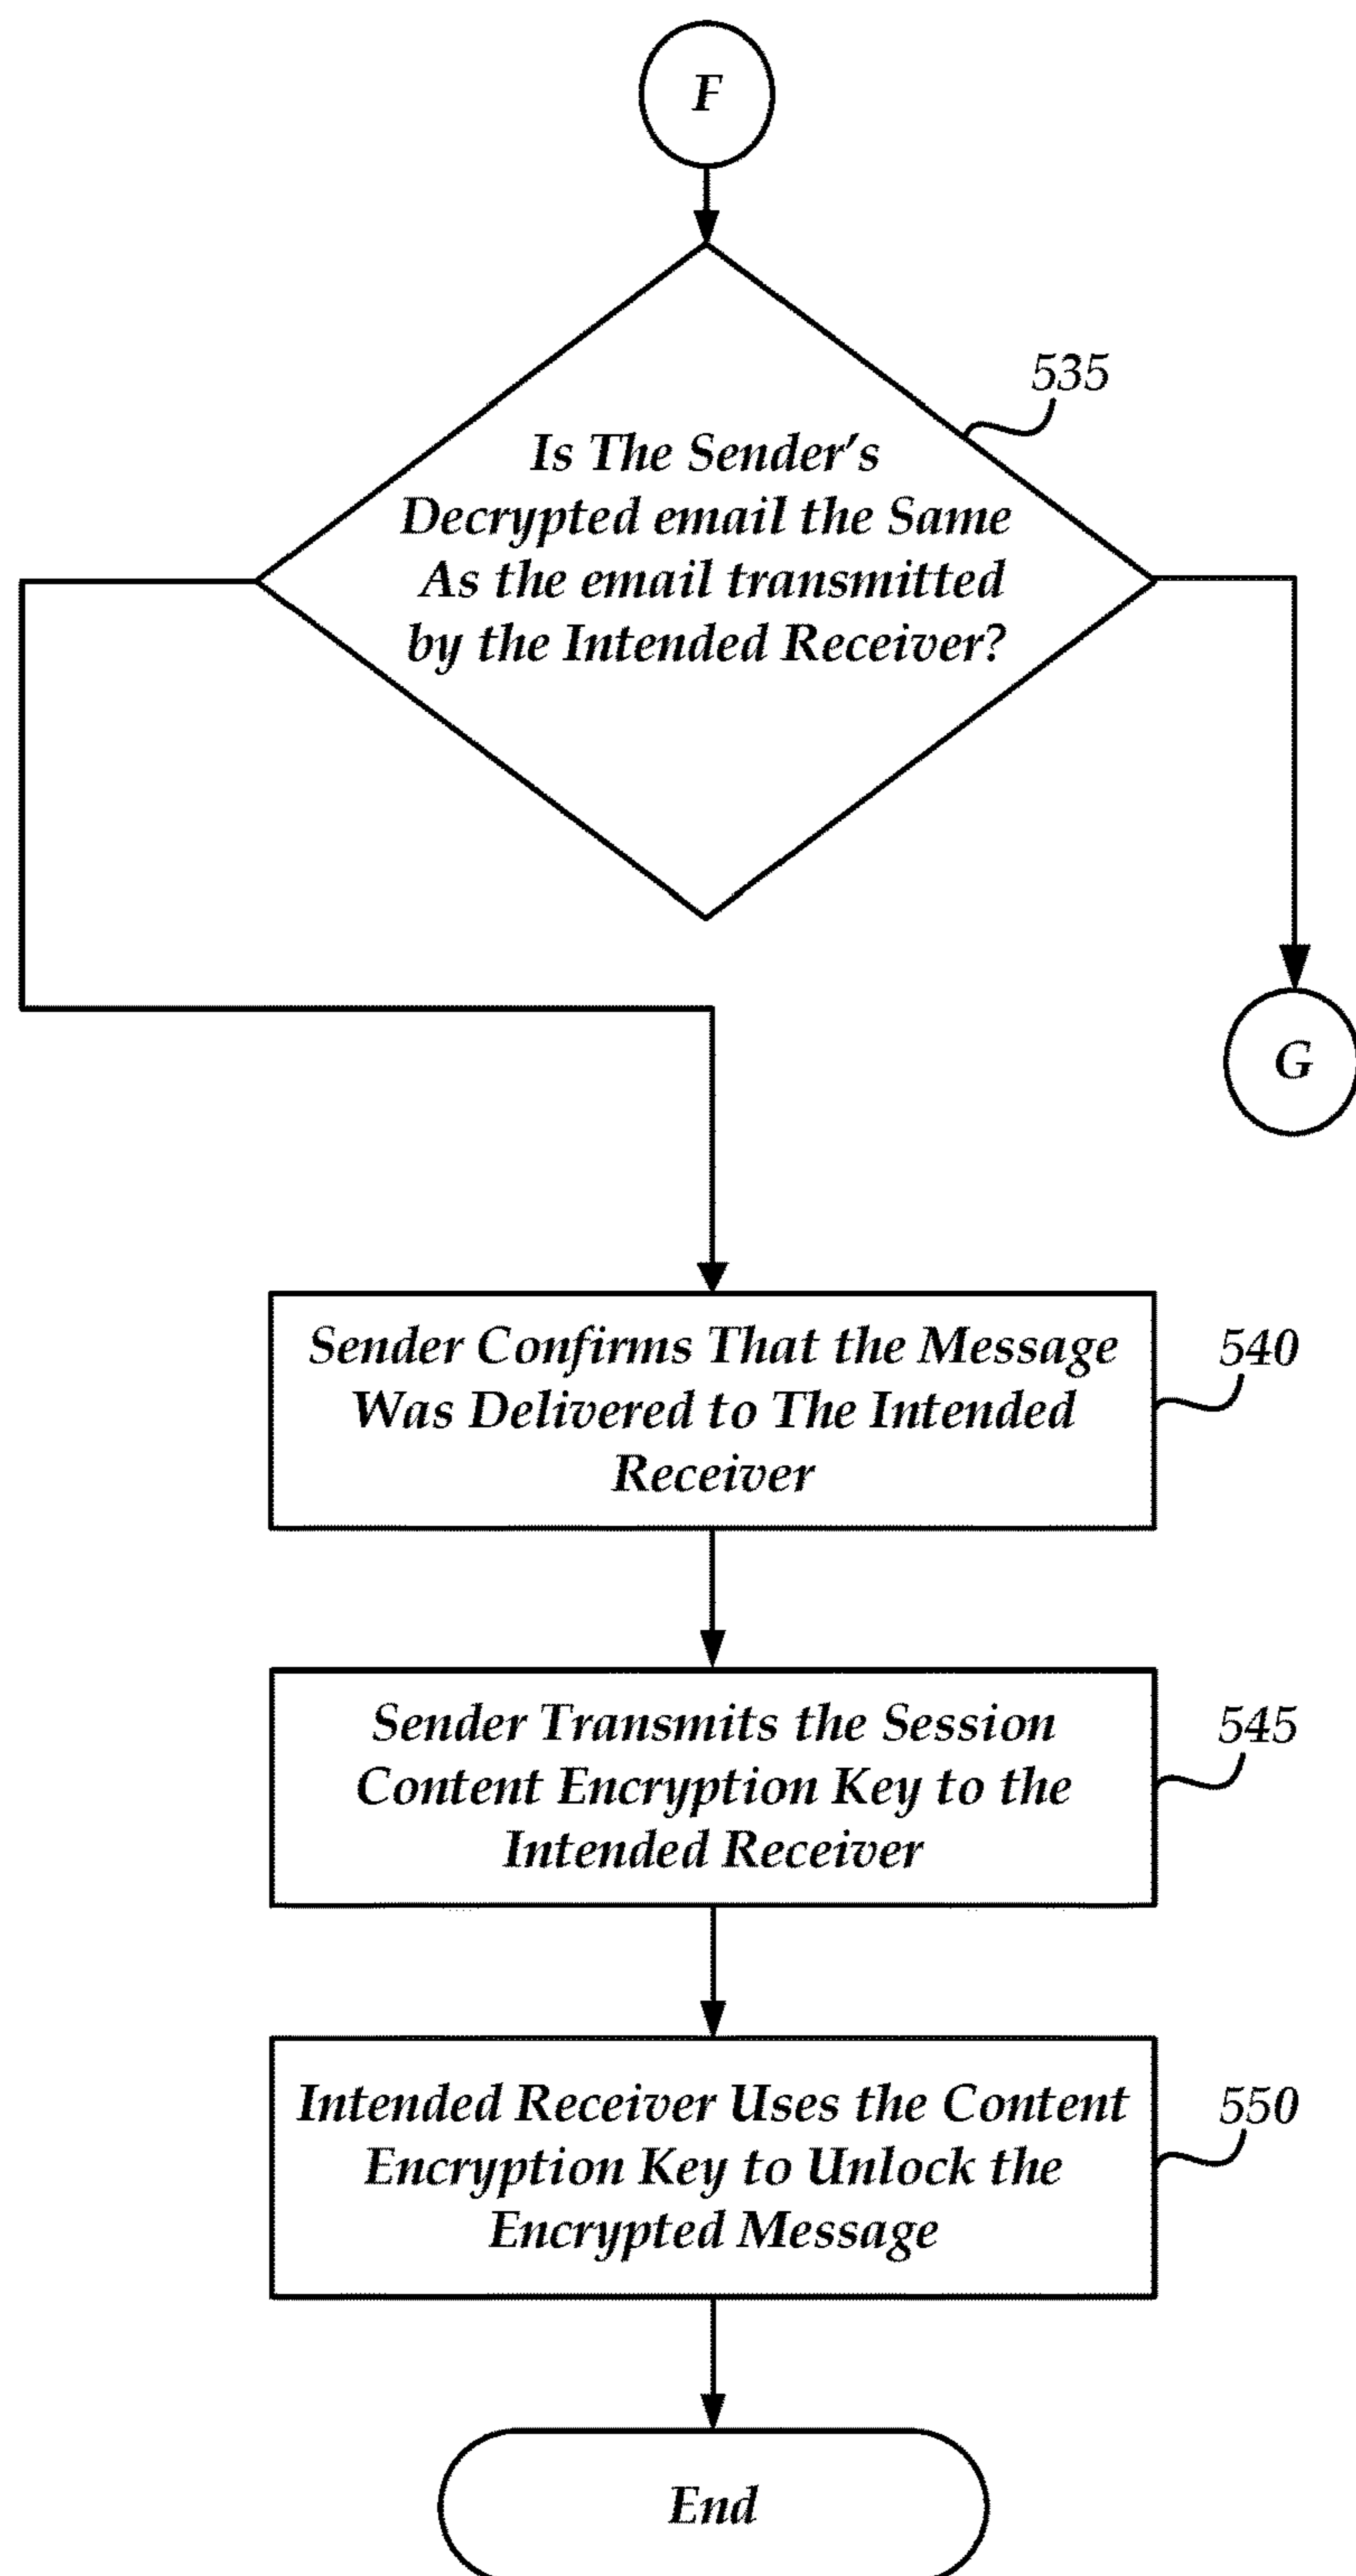 F
535
Is The Sender's
Decrypted email the Same
As the email transmitted
by the Intended Receiver?
G
Sender Confirms That the Message
Was Delivered to The Intended
Receiver
540
Sender Transmits the Session
Content Encryption Key to the
Intended Receiver
545
Intended Receiver Uses the Content
Encryption Key to Unlock the
Encrypted Message
550
End